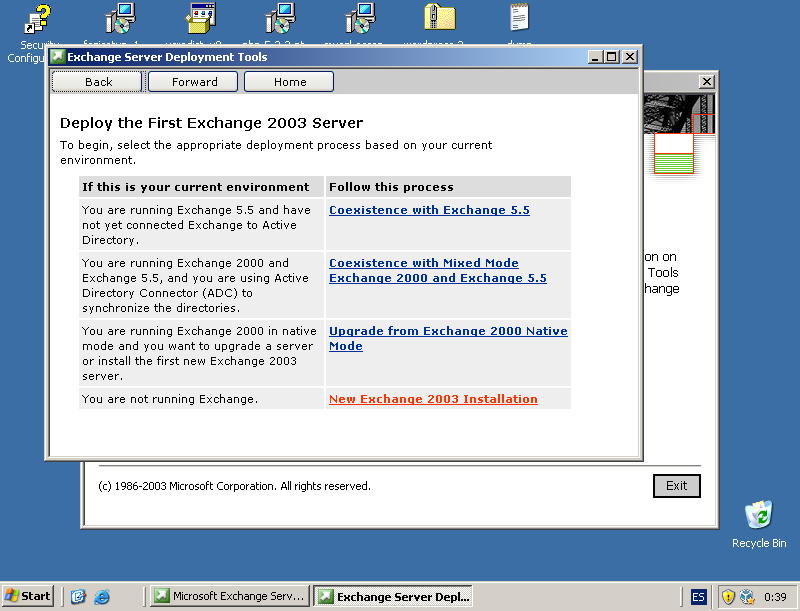 Security
Configu
Exchange Server Deployment Tools
Back
Forward
Home
Deploy the First Exchange 2003 Server
To begin, select the appropriate deployment process based on your current
environment.
If this is your current environment
Follow this process
You are running Exchange 5.5 and have
not yet connected Exchange to Active
Directory.
Coexistence with Exchange 5.5
You are running Exchange 2000 and
Exchange 5.5, and you are using Active
Directory Connector (ADC) to
synchronize the directories.
Coexistence with Mixed Mode
Exchange 2000 and Exchange 5.5
You are running Exchange 2000 in native
mode and you want to upgrade a server
or install the first new Exchange 2003
server.
Upgrade from Exchange 2000 Native
Mode
You are not running Exchange.
New Exchange 2003 Installation
on on
Tools
hange
(c) 1986-2003 Microsoft Corporation. All rights reserved.
Exit
Recycle Bin
Start
Microsoft Exchange Serv...
Exchange Server Depl...
ES
0:39